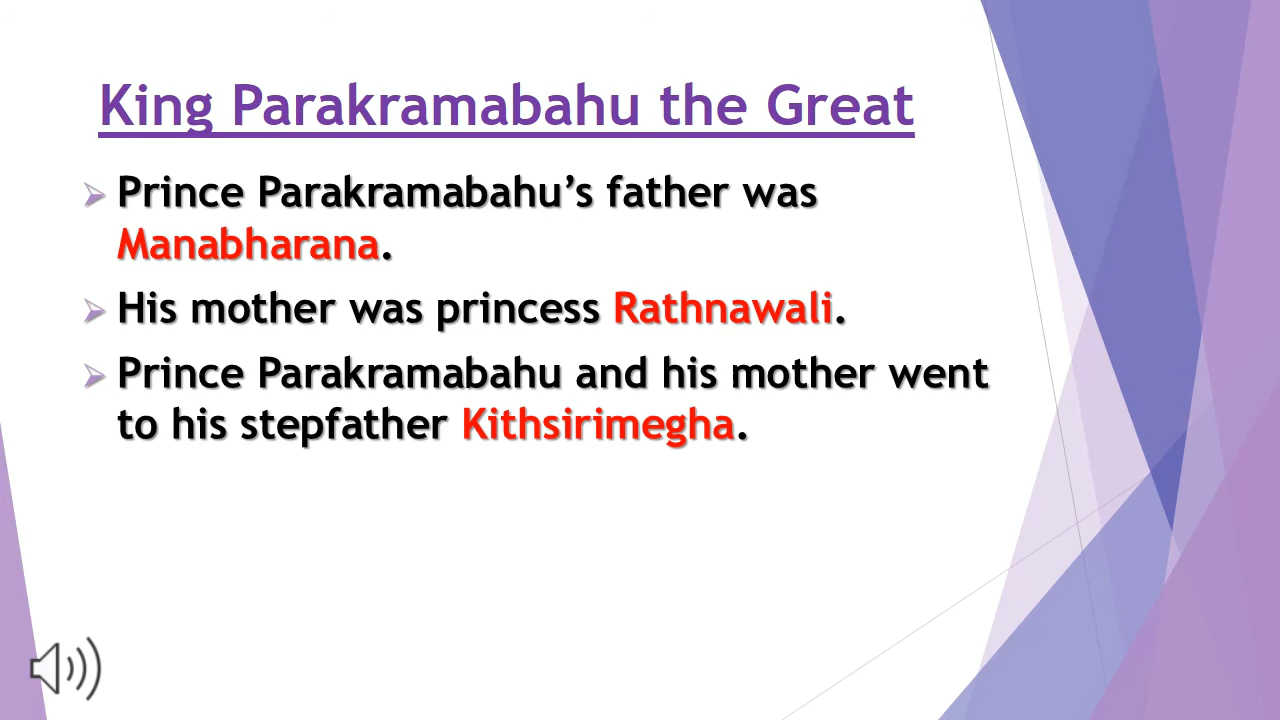 King Parakramabahu the Great
Prince Parakramabahu’s father was
Manabharana.
His mother was princess Rathnawali.
Prince Parakramabahu and his mother went
to his stepfather Kithsirimegha.